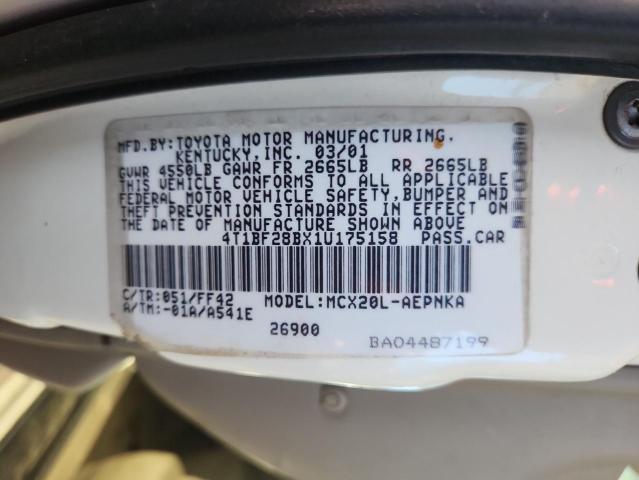 MFD.BY:TOYOTA MOTOR MANUFACTURING,
KENTUCKY,INC. 03/01
GVWR 4550LB GAWR FR 2665LB RR 2665LB
THIS VEHICLE CONFORMS TO ALL APPLICABLE
FEDERAL MOTOR VEHICLE SAFETY,BUMPER AND
THEFT PREVENTION STANDARDS IN EFFECT ON
THE DATE OF MANUFACTURE SHOWN ABOVE
4T1BF28BX1U175158 PASS.CAR
C/TR:051/FF42 MODEL:MCX20L-AEPNKA
A/TM:-01A/A541E
26900 BA04487199